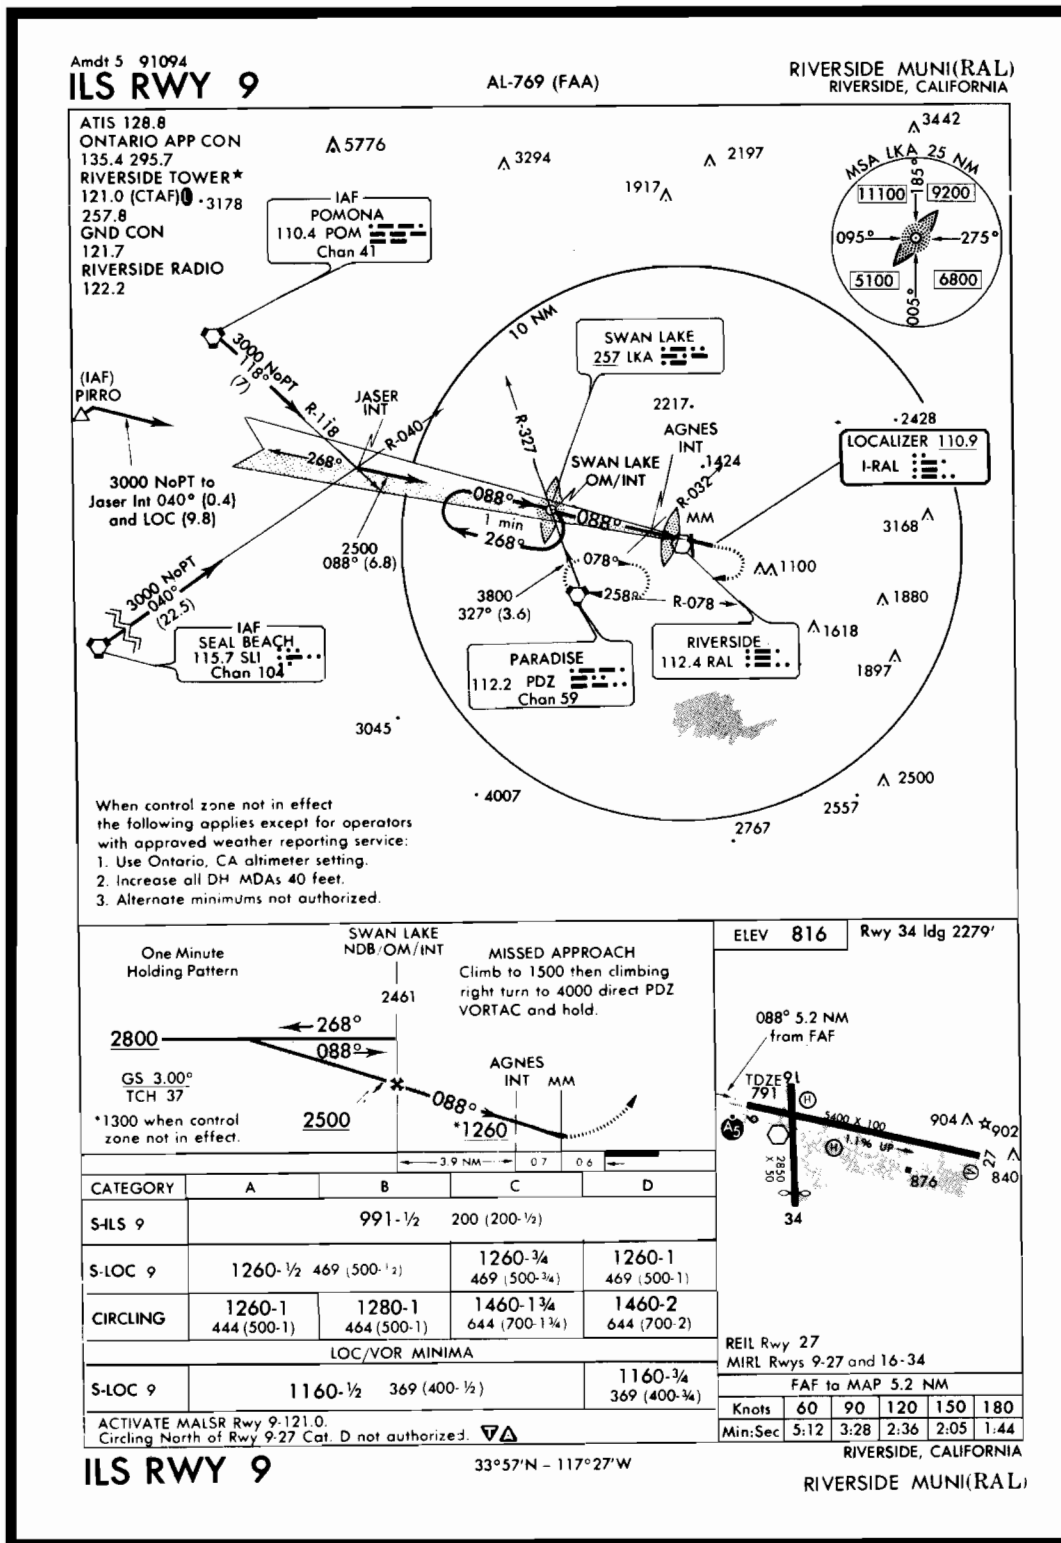 Amdt 5 91094
ILS RWY 9
AL-769 (FAA)
RIVERSIDE MUNI(RAL)
RIVERSIDE, CALIFORNIA
ATIS 128.8
ONTARIO APP CON
135.4 295.7
RIVERSIDE TOWER*
121.0 (CTAF) L
257.8
GND CON
121.7
RIVERSIDE RADIO
122.2
3178
5776
3294
2197
1917
3442
MSA LKA 25 NM
185°
11100
9200
095°
275°
5100
6800
005°
IAF
POMONA
110.4 POM
Chan 41
10 NM
SWAN LAKE
257 LKA
3000 NoPT
118°
(7)
R-118
(IAF)
PIRRO
JASER
INT
R-040
R-327
2217
AGNES
INT
2428
LOCALIZER 110.9
I-RAL
268°
3000 NoPT to
Jaser Int 040° (0.4)
and LOC (9.8)
SWAN LAKE
OM/INT
1424
R-032
MM
088°
088°
1 min
268°
3168
2500
088° (6.8)
078°
1100
3000 NoPT
040°
(22.5)
3800
327° (3.6)
258
R-078
1880
1618
IAF
SEAL BEACH
115.7 SLI
Chan 104
PARADISE
112.2 PDZ
Chan 59
RIVERSIDE
112.4 RAL
1897
3045
4007
2500
2557
2767
When control zone not in effect
the following applies except for operators
with approved weather reporting service:
1. Use Ontario, CA altimeter setting.
2. Increase all DH MDAs 40 feet.
3. Alternate minimums not authorized.
One Minute
Holding Pattern
SWAN LAKE
NDB/OM/INT
2461
MISSED APPROACH
Climb to 1500 then climbing
right turn to 4000 direct PDZ
VORTAC and hold.
2800
268°
088°
GS 3.00°
TCH 37
*1300 when control
zone not in effect.
2500
088°
AGNES
INT
MM
*1260
3.9 NM
0.7
0.6
ELEV 816
Rwy 34 ldg 2279'
088° 5.2 NM
from FAF
TDZE
791
16
H
A5
5400 X 100
1.1% UP
H
2850 X 50
904
902
27
840
876
V
34
REIL Rwy 27
MIRL Rwys 9-27 and 16-34
CATEGORY A B C D
S-ILS 9 991-½ 200 (200-½)
S-LOC 9 1260-½ 469 (500-½) 1260-¾ 469 (500-¾) 1260-1 469 (500-1)
CIRCLING 1260-1 444 (500-1) 1280-1 464 (500-1) 1460-1¾ 644 (700-1¾) 1460-2 644 (700-2)
LOC/VOR MINIMA
S-LOC 9 1160-½ 369 (400-½) 1160-¾ 369 (400-¾)
ACTIVATE MALSR Rwy 9-121.0.
Circling North of Rwy 9-27 Cat. D not authorized. T A
FAF to MAP 5.2 NM
Knots 60 90 120 150 180
Min:Sec 5:12 3:28 2:36 2:05 1:44
ILS RWY 9
33°57'N – 117°27'W
RIVERSIDE, CALIFORNIA
RIVERSIDE MUNI(RAL)